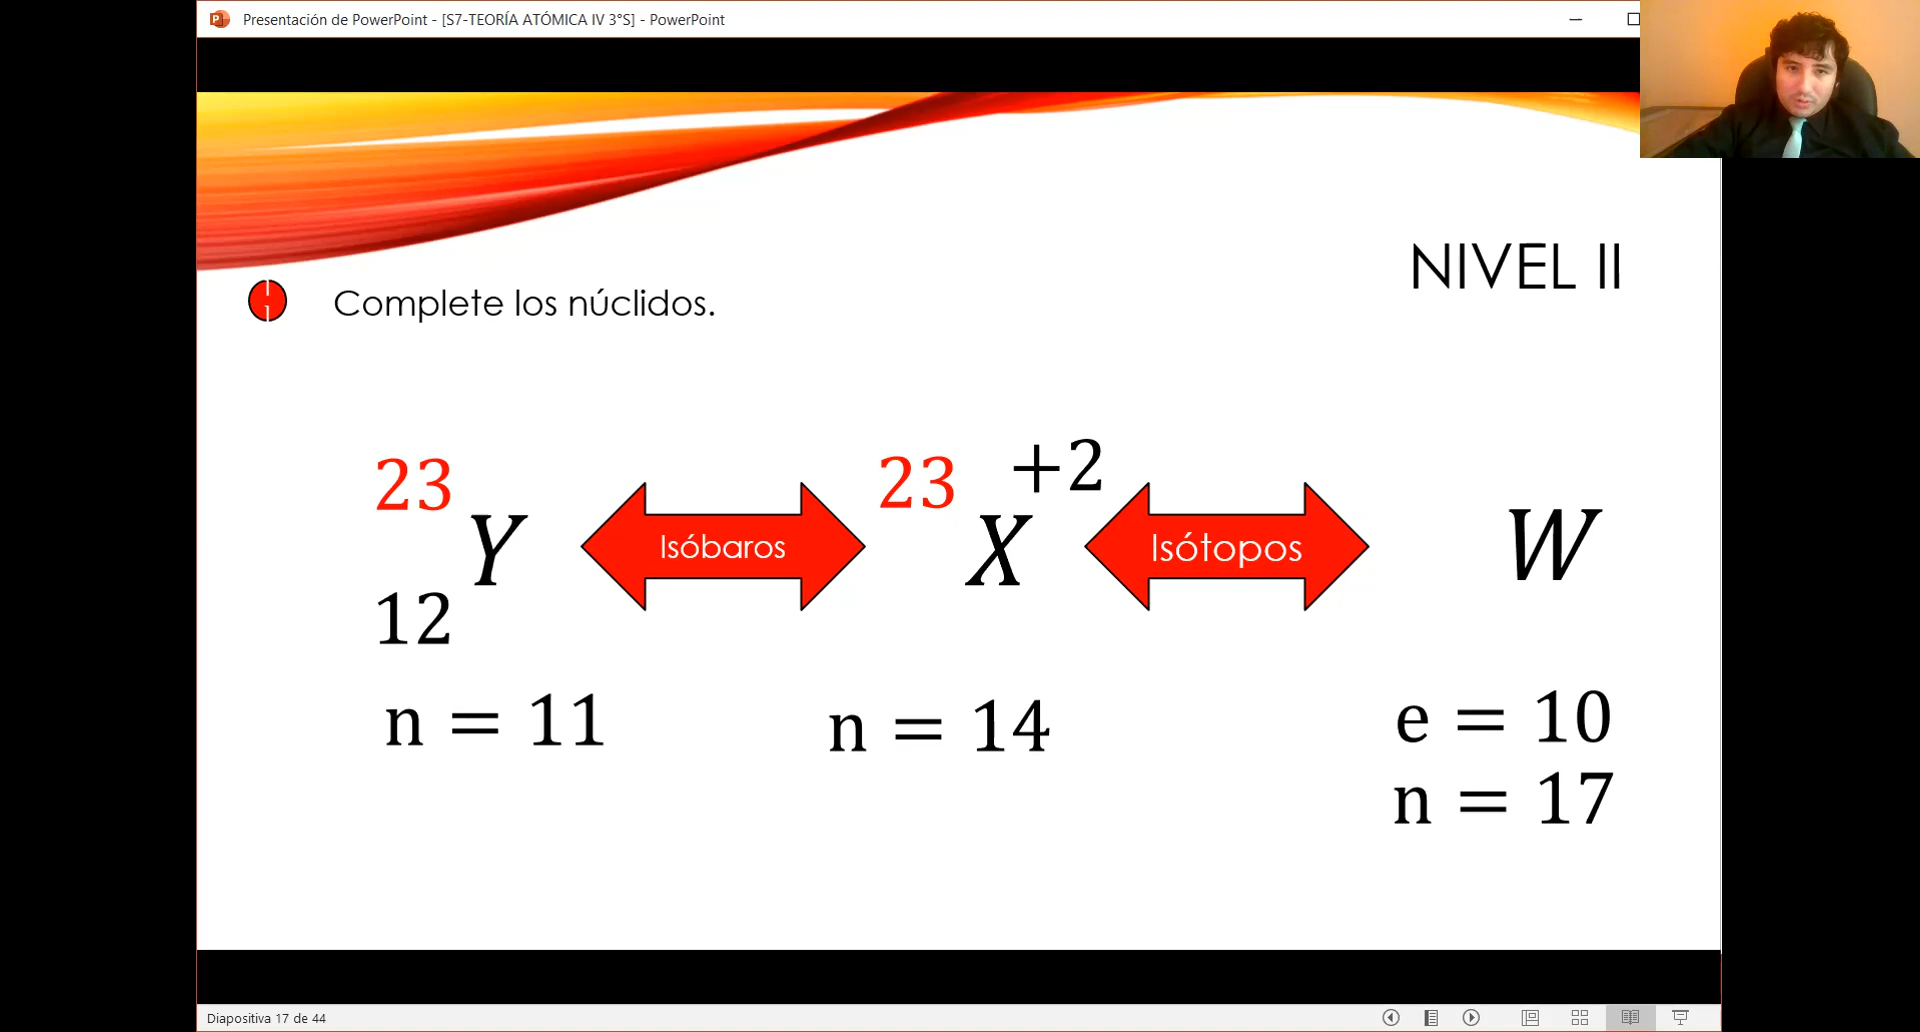 Presentación de PowerPoint - [S7-TEORÍA ATÓMICA IV 3°S] - PowerPoint
NIVEL II
11 Complete los núclidos.
23 Y 12
Isóbaros
23 X +2
Isótopos
W
n = 11
n = 14
e = 10
n = 17
Diapositiva 17 de 44